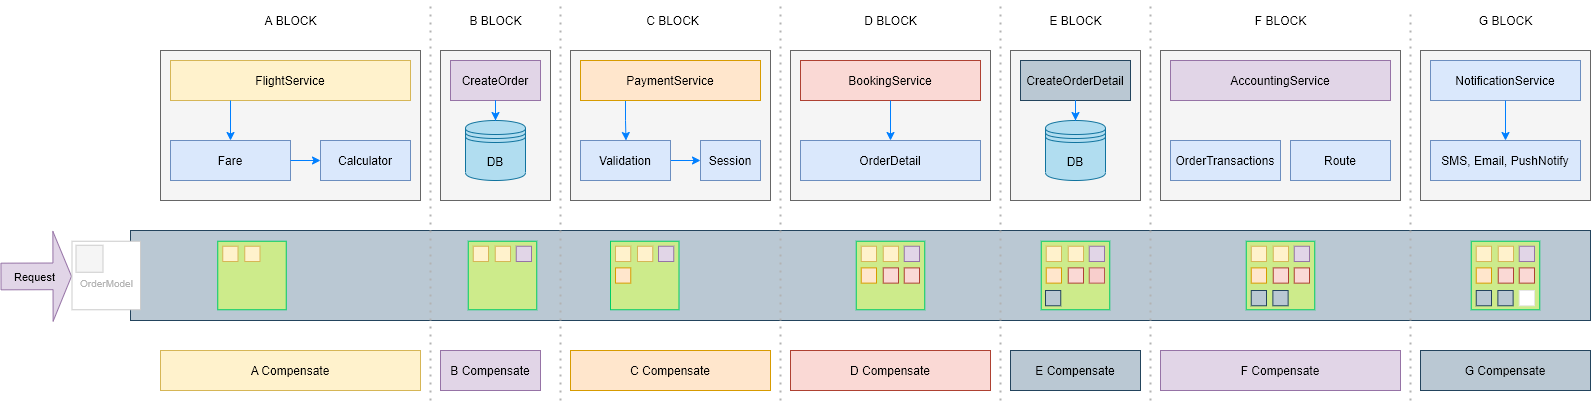 A BLOCK
B BLOCK
C BLOCK
D BLOCK
E BLOCK
F BLOCK
G BLOCK
FlightService
CreateOrder
PaymentService
BookingService
CreateOrderDetail
AccountingService
NotificationService
Fare
Calculator
DB
Validation
Session
OrderDetail
DB
OrderTransactions
Route
SMS, Email, PushNotify
Request
OrderModel
A Compensate
B Compensate
C Compensate
D Compensate
E Compensate
F Compensate
G Compensate